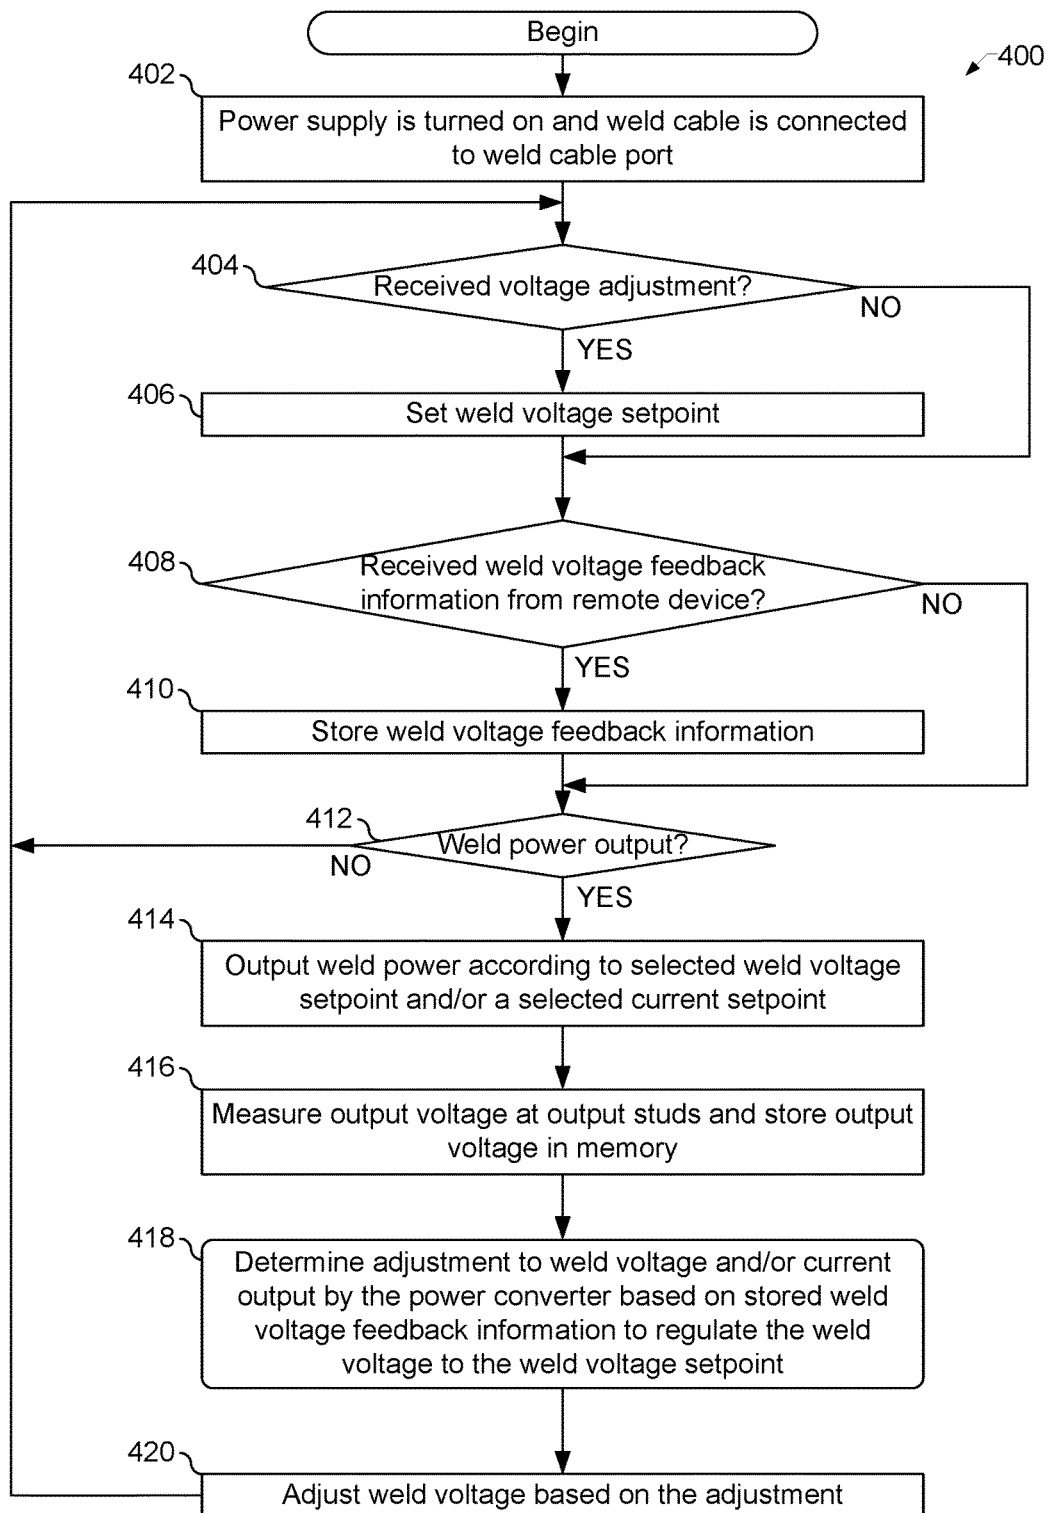 Begin
400
402
Power supply is turned on and weld cable is connected
to weld cable port
404
Received voltage adjustment?
NO
YES
406
Set weld voltage setpoint
408
Received weld voltage feedback
information from remote device?
NO
YES
410
Store weld voltage feedback information
412
Weld power output?
NO
YES
414
Output weld power according to selected weld voltage
setpoint and/or a selected current setpoint
416
Measure output voltage at output studs and store output
voltage in memory
418
Determine adjustment to weld voltage and/or current
output by the power converter based on stored weld
voltage feedback information to regulate the weld
voltage to the weld voltage setpoint
420
Adjust weld voltage based on the adjustment